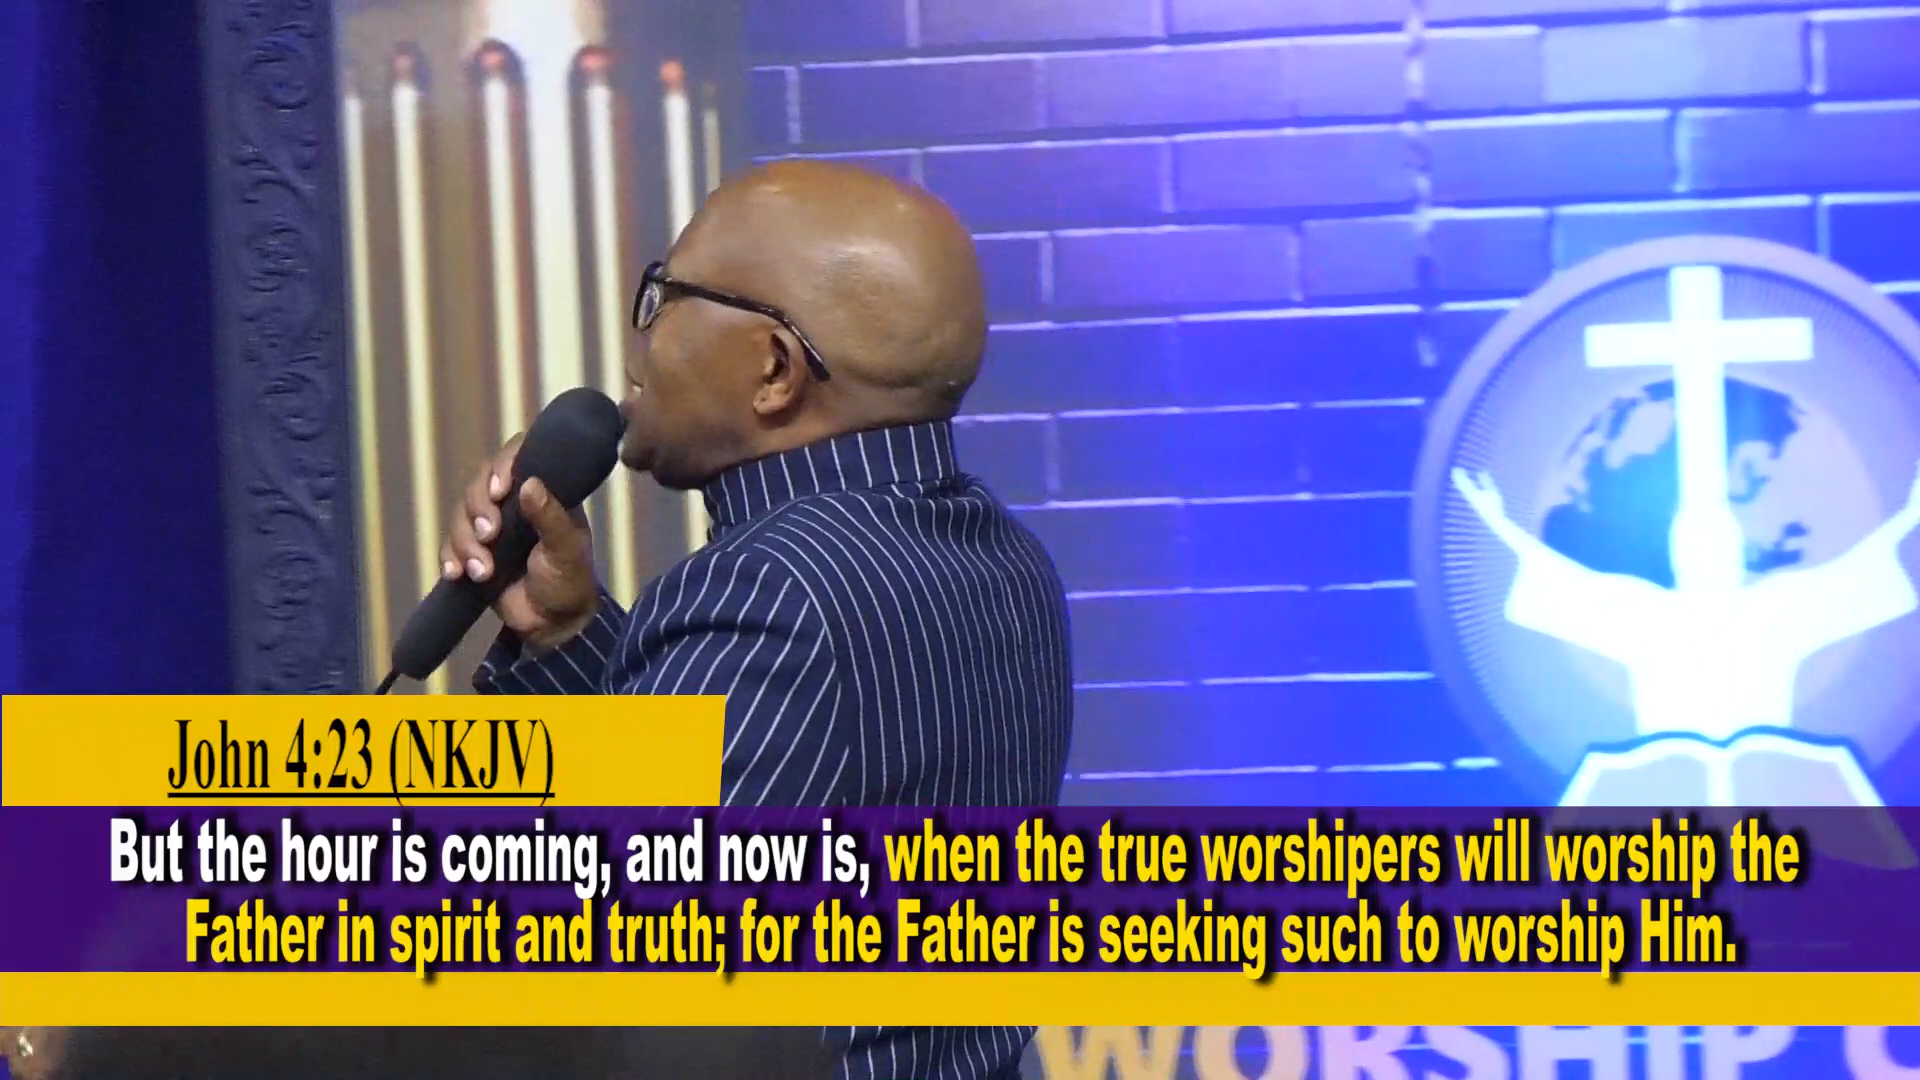 John 4:23 (NKJV)
But the hour is coming, and now is, when the true worshipers will worship the
Father in spirit and truth; for the Father is seeking such to worship Him.
WORSHIP